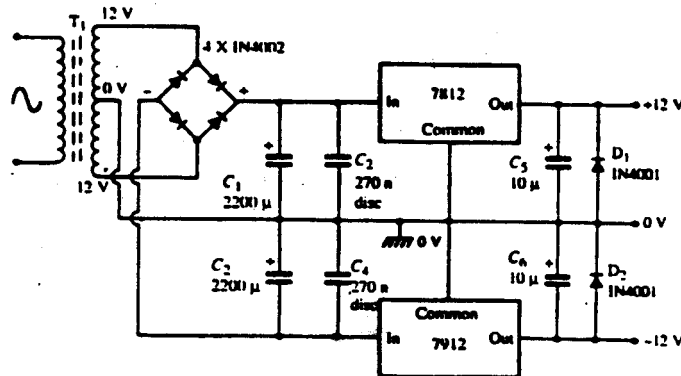 T1
12 V
0 V
12 V
4 X 1N4002
-
+
In
7812
Out
Common
+12 V
+
C1
2200 µ
C2
270 n
disc
+
C5
10 µ
D1
1N4001
0 V
0 V
+
C2
2200 µ
C4
270 n
disc
+
C6
10 µ
D2
1N4001
Common
In
7912
Out
-12 V